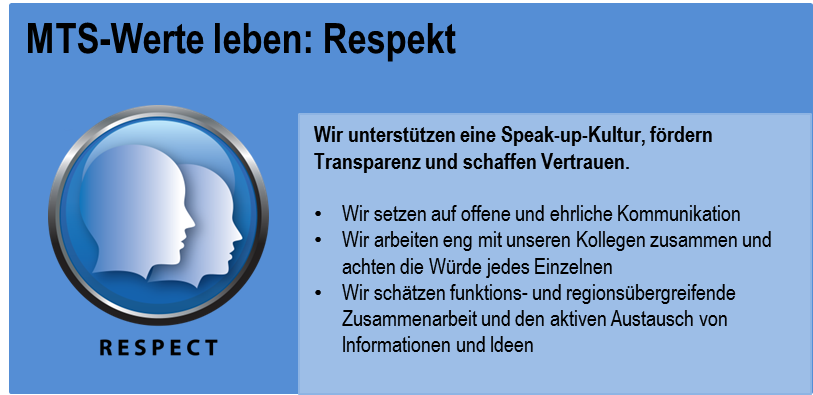 MTS-Werte leben: Respekt
Wir unterstützen eine Speak-up-Kultur, fördern
Transparenz und schaffen Vertrauen.
• Wir setzen auf offene und ehrliche Kommunikation
• Wir arbeiten eng mit unseren Kollegen zusammen und
achten die Würde jedes Einzelnen
• Wir schätzen funktions- und regionsübergreifende
Zusammenarbeit und den aktiven Austausch von
Informationen und Ideen
RESPECT